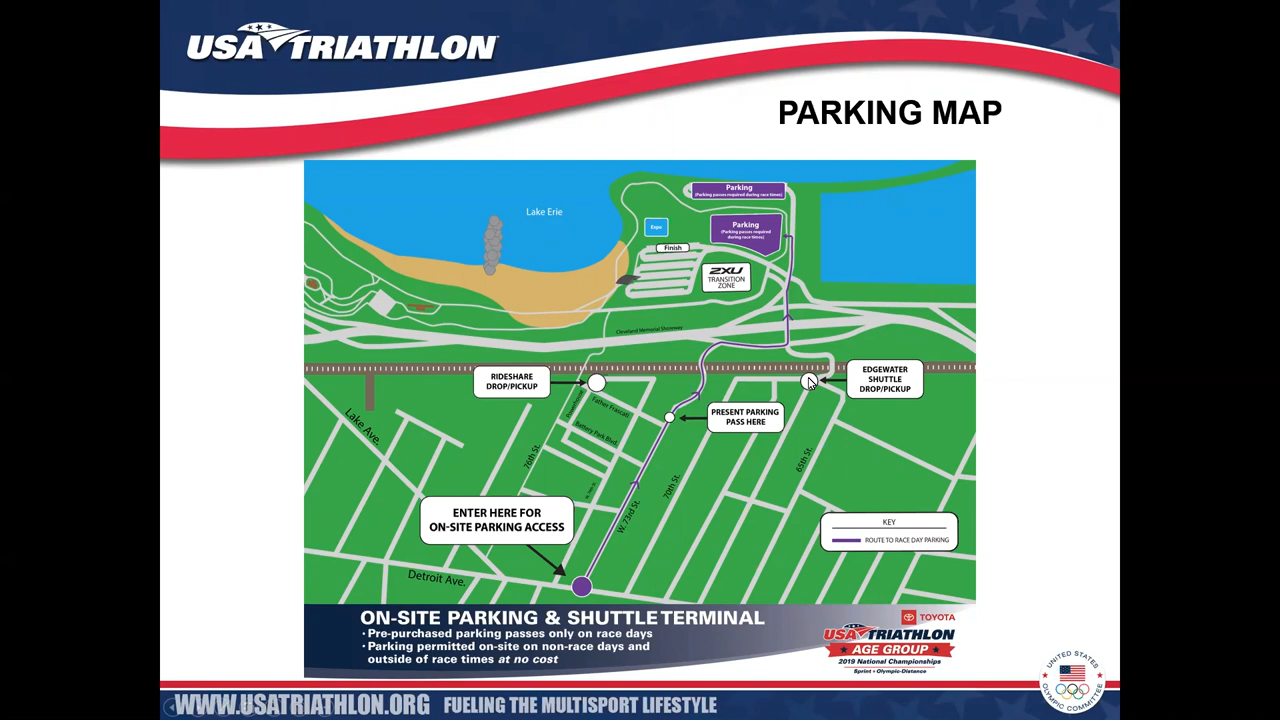 USA TRIATHLON
PARKING MAP
Parking
(Parking passes required during race times)
Lake Erie
Parking
(Parking passes required
during race times)
Expo
Finish
2XU
TRANSITION
ZONE
Cleveland Memorial Shoreway
RIDESHARE
DROP/PICKUP
EDGEWATER
SHUTTLE
DROP/PICKUP
Father Frascati
PRESENT PARKING
PASS HERE
Lake Ave.
Battery Park Blvd.
76th St.
65th St.
70th St.
W. 73rd St.
ENTER HERE FOR
ON-SITE PARKING ACCESS
KEY
ROUTE TO RACE DAY PARKING
Detroit Ave.
ON-SITE PARKING & SHUTTLE TERMINAL
· Pre-purchased parking passes only on race days
· Parking permitted on-site on non-race days and
outside of race times at no cost
TOYOTA
USA TRIATHLON
AGE GROUP
2019 National Championships
Sprint · Olympic-Distance
UNITED STATES
OLYMPIC COMMITTEE
WWW.USATRIATHLON.ORG FUELING THE MULTISPORT LIFESTYLE